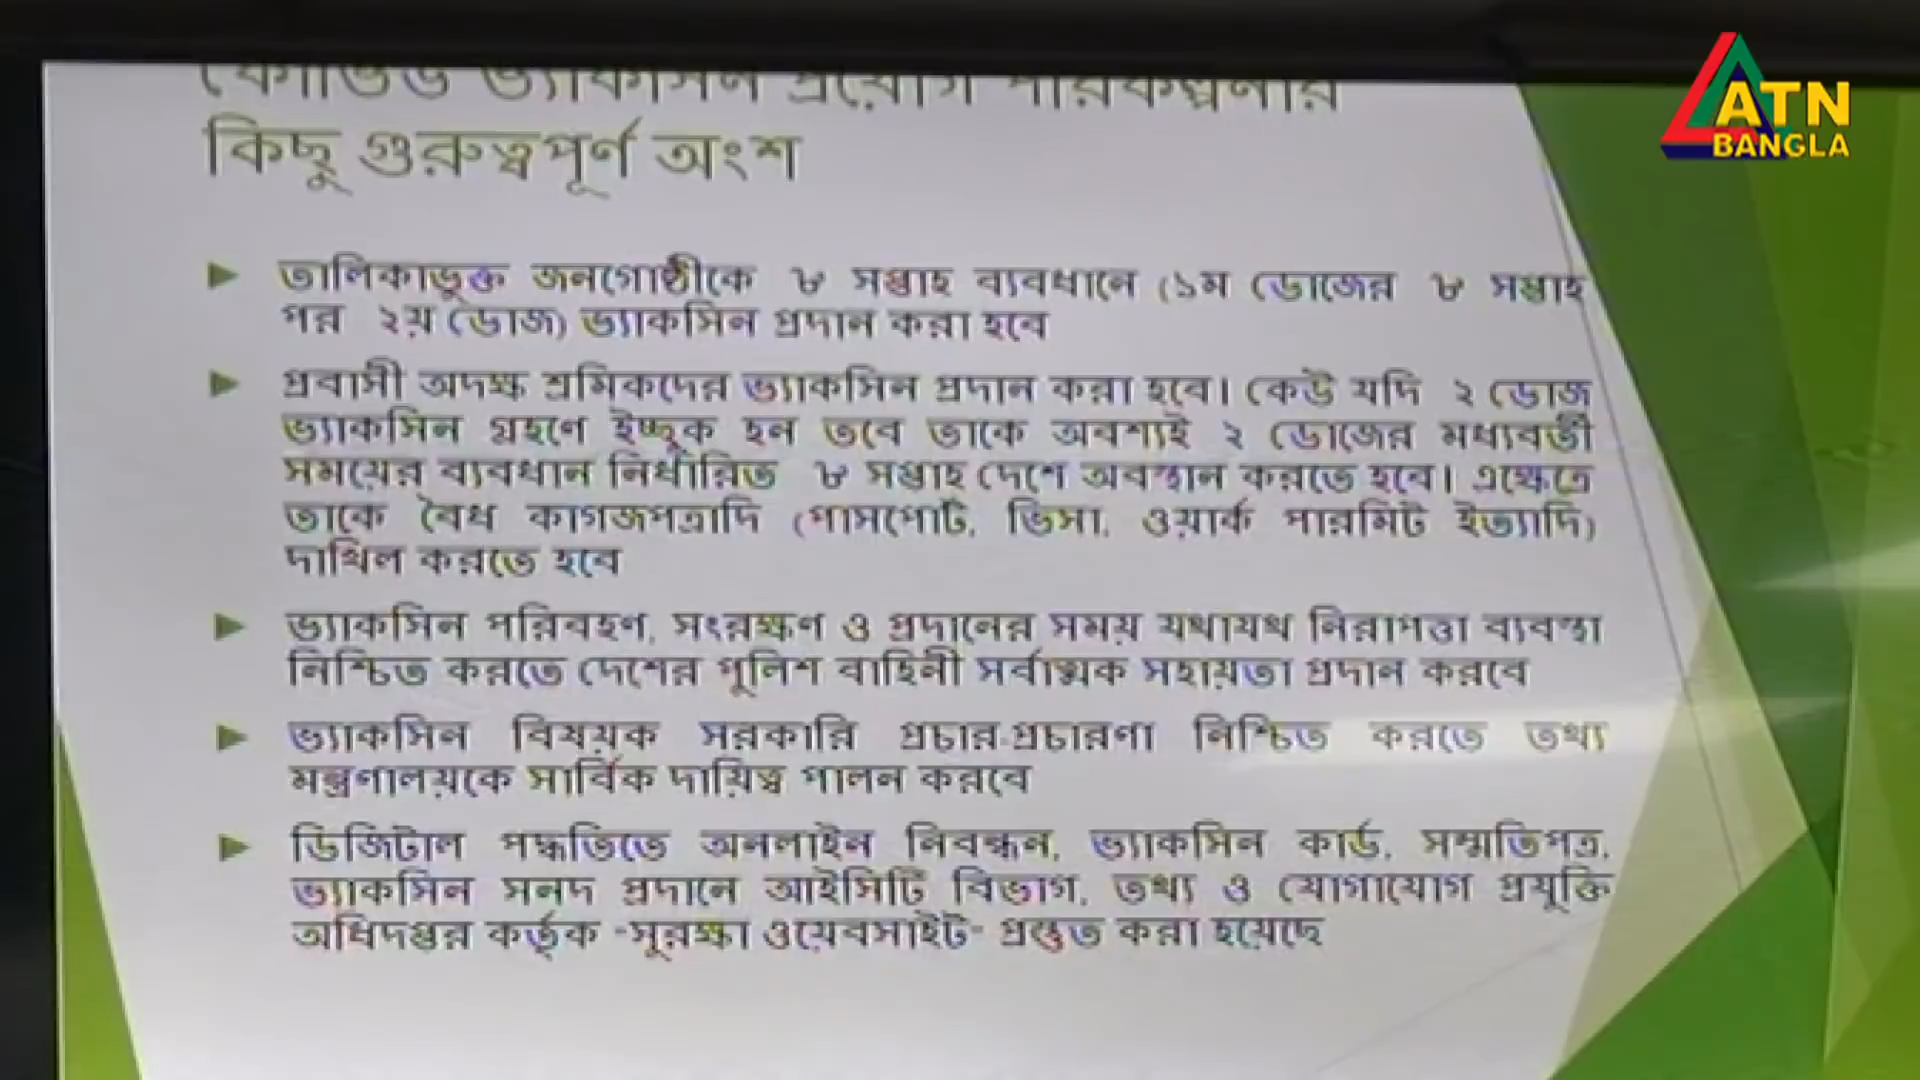 কোভিড ভ্যাকসিন প্রয়োগ পরিকল্পনার
কিছু গুরুত্বপূর্ণ অংশ
ATN
BANGLA
তালিকাভুক্ত জনগোষ্ঠীকে ৮ সপ্তাহ ব্যবধানে (১ম ডোজের ৮ সপ্তাহ
পর ২য় ডোজ) ভ্যাকসিন প্রদান করা হবে
প্রবাসী অদক্ষ শ্রমিকদের ভ্যাকসিন প্রদান করা হবে। কেউ যদি ২ ডোজ
ভ্যাকসিন গ্রহণে ইচ্ছুক হন তবে তাকে অবশ্যই ২ ডোজের মধ্যবর্তী
সময়ের ব্যবধান নির্ধারিত ৮ সপ্তাহ দেশে অবস্থান করতে হবে। এক্ষেত্রে
তাকে বৈধ কাগজপত্রাদি (পাসপোর্ট, ভিসা, ওয়ার্ক পারমিট ইত্যাদি)
দাখিল করতে হবে
ভ্যাকসিন পরিবহণ, সংরক্ষণ ও প্রদানের সময় যথাযথ নিরাপত্তা ব্যবস্থা
নিশ্চিত করতে দেশের পুলিশ বাহিনী সর্বাত্মক সহায়তা প্রদান করবে
ভ্যাকসিন বিষয়ক সরকারি প্রচার-প্রচারণা নিশ্চিত করতে তথ্য
মন্ত্রণালয়কে সার্বিক দায়িত্ব পালন করবে
ডিজিটাল পদ্ধতিতে অনলাইন নিবন্ধন, ভ্যাকসিন কার্ড, সম্মতিপত্র,
ভ্যাকসিন সনদ প্রদানে আইসিটি বিভাগ, তথ্য ও যোগাযোগ প্রযুক্তি
অধিদপ্তর কর্তৃক "সুরক্ষা ওয়েবসাইট" প্রস্তুত করা হয়েছে